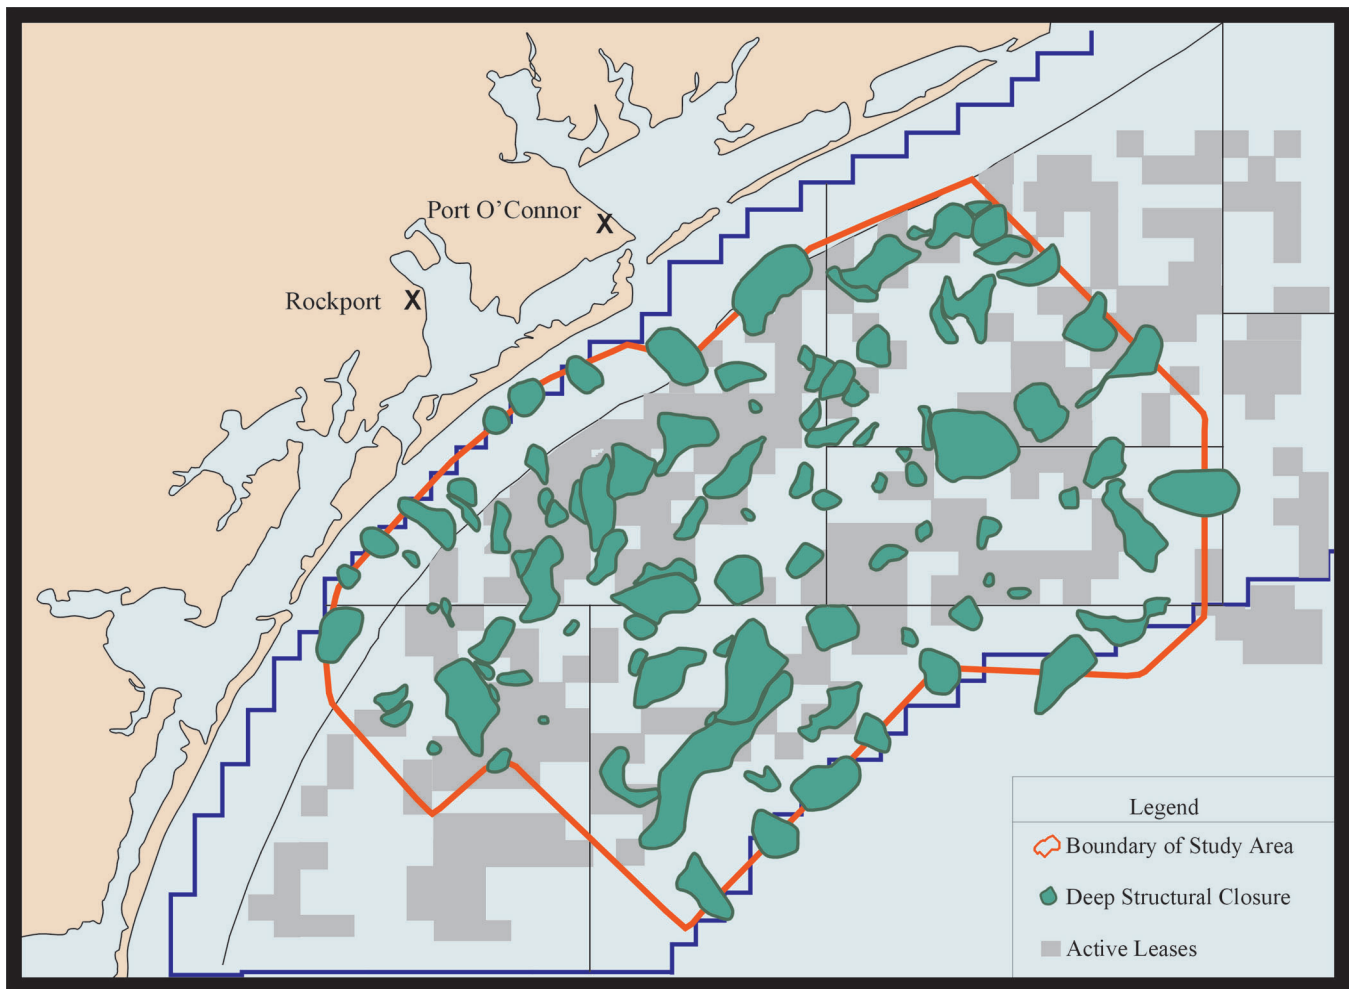 Port O’Connor
X
Rockport X
Legend
Boundary of Study Area
Deep Structural Closure
Active Leases